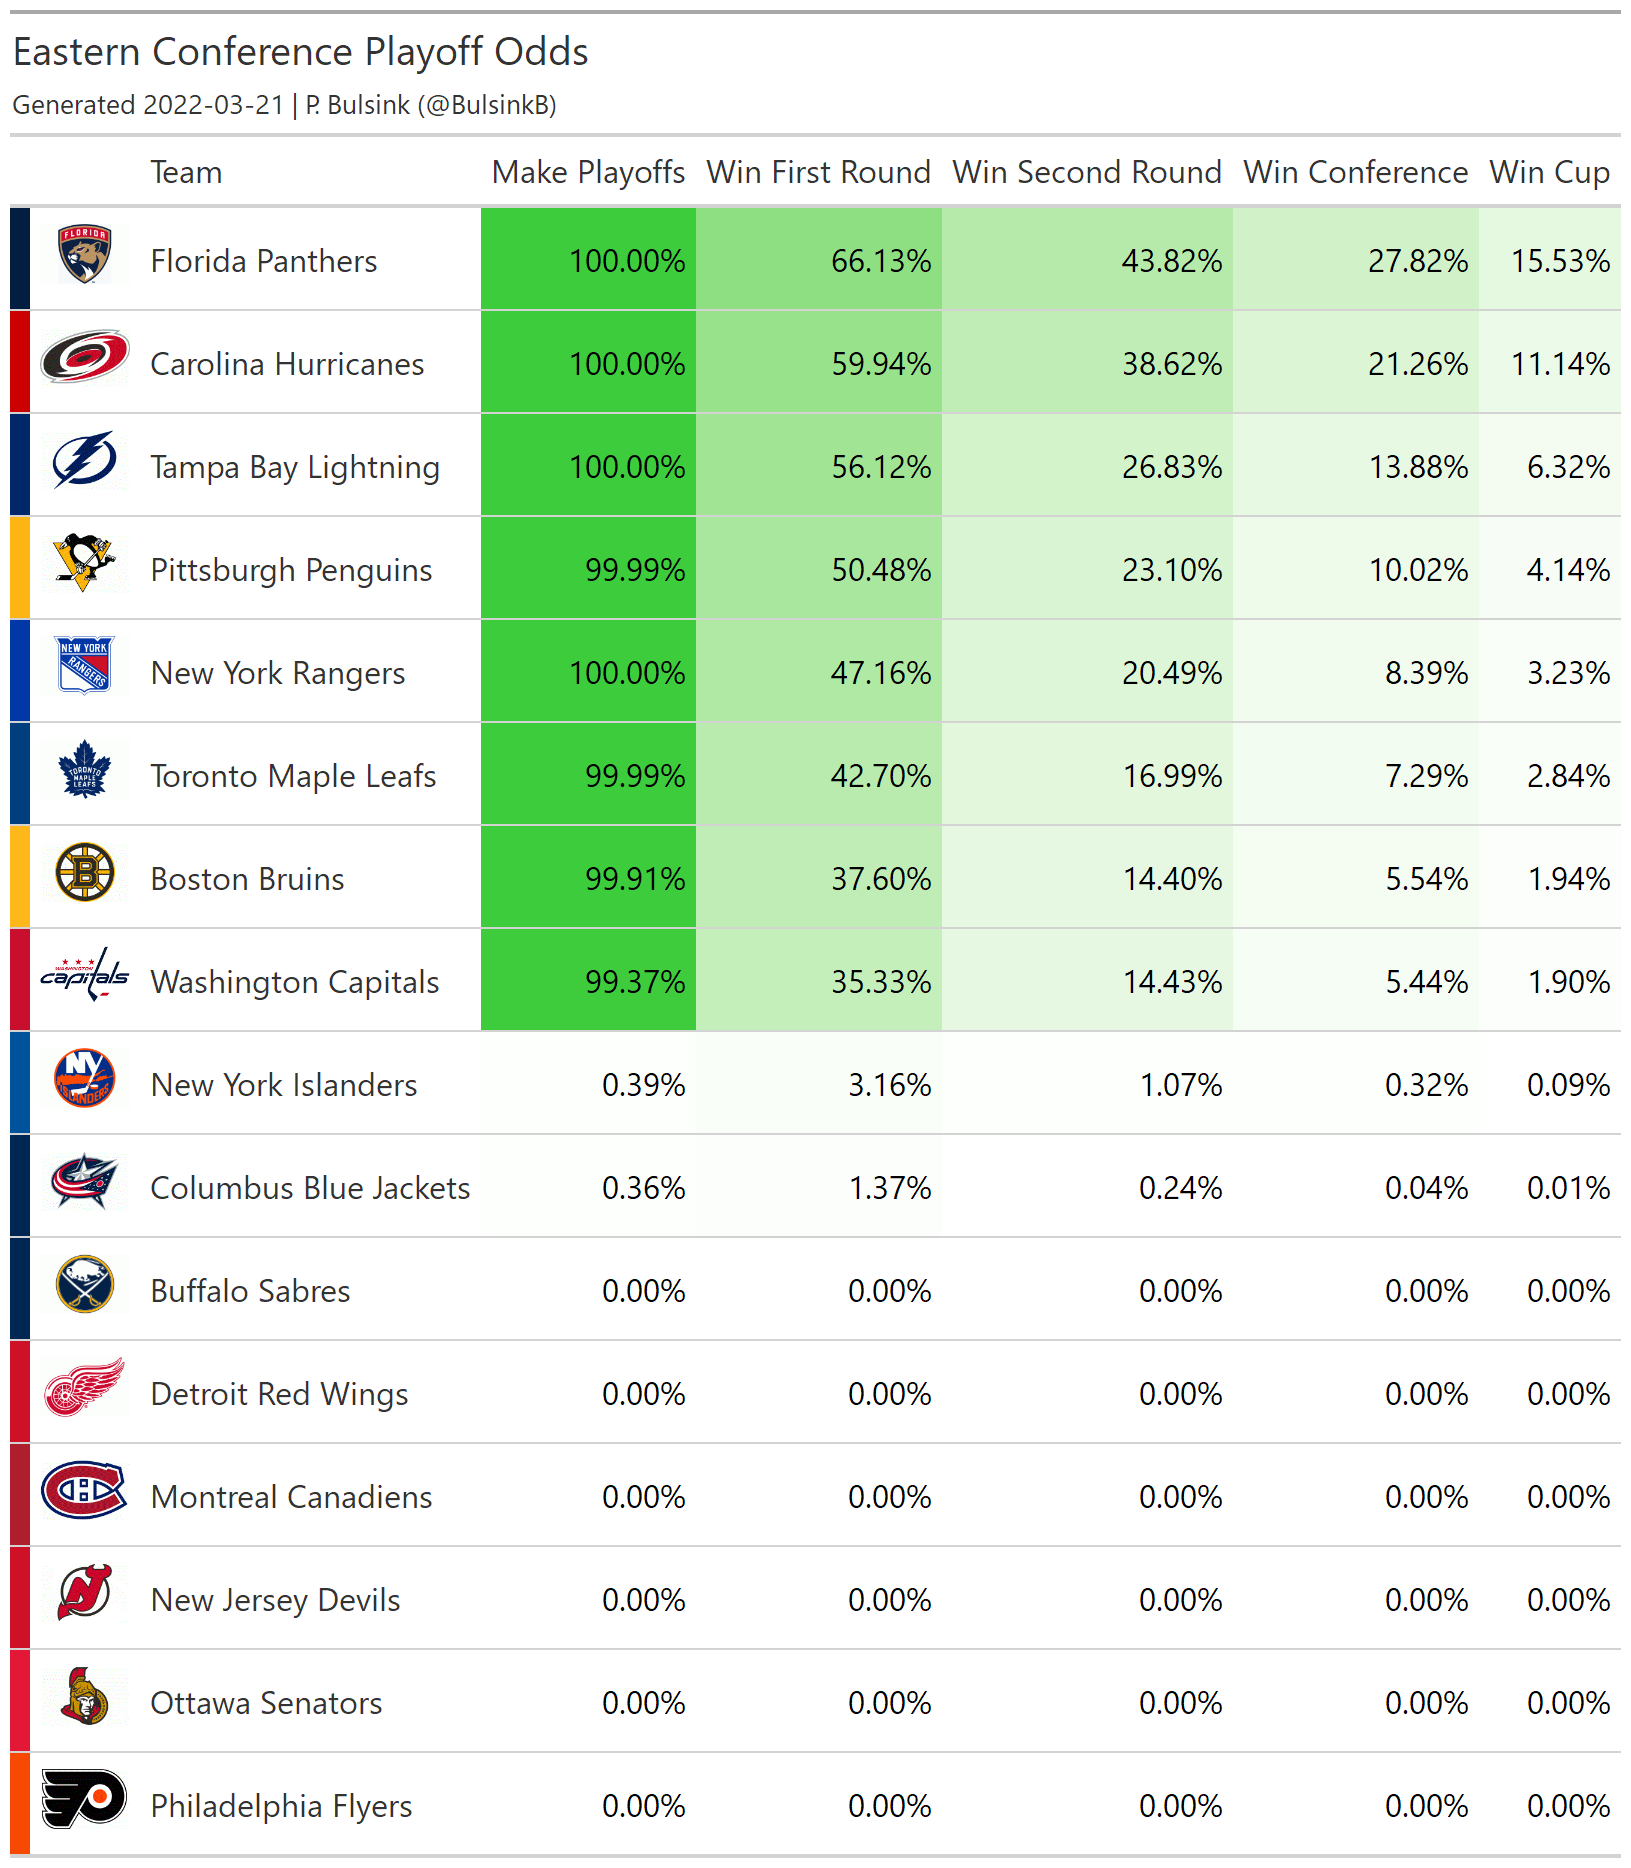 Eastern Conference Playoff Odds
Generated 2022-03-21 | P. Bulsink (@BulsinkB)
Team Make Playoffs Win First Round Win Second Round Win Conference Win Cup
FLORIDA
Florida Panthers 100.00% 66.13% 43.82% 27.82% 15.53%
Carolina Hurricanes 100.00% 59.94% 38.62% 21.26% 11.14%
Tampa Bay Lightning 100.00% 56.12% 26.83% 13.88% 6.32%
Pittsburgh Penguins 99.99% 50.48% 23.10% 10.02% 4.14%
NEW YORK
RANGERS
New York Rangers 100.00% 47.16% 20.49% 8.39% 3.23%
TORONTO
MAPLE
LEAFS
Toronto Maple Leafs 99.99% 42.70% 16.99% 7.29% 2.84%
B
Boston Bruins 99.91% 37.60% 14.40% 5.54% 1.94%
WASHINGTON
capitals
Washington Capitals 99.37% 35.33% 14.43% 5.44% 1.90%
NY
ISLANDERS
New York Islanders 0.39% 3.16% 1.07% 0.32% 0.09%
Columbus Blue Jackets 0.36% 1.37% 0.24% 0.04% 0.01%
Buffalo Sabres 0.00% 0.00% 0.00% 0.00% 0.00%
Detroit Red Wings 0.00% 0.00% 0.00% 0.00% 0.00%
Montreal Canadiens 0.00% 0.00% 0.00% 0.00% 0.00%
New Jersey Devils 0.00% 0.00% 0.00% 0.00% 0.00%
Ottawa Senators 0.00% 0.00% 0.00% 0.00% 0.00%
Philadelphia Flyers 0.00% 0.00% 0.00% 0.00% 0.00%